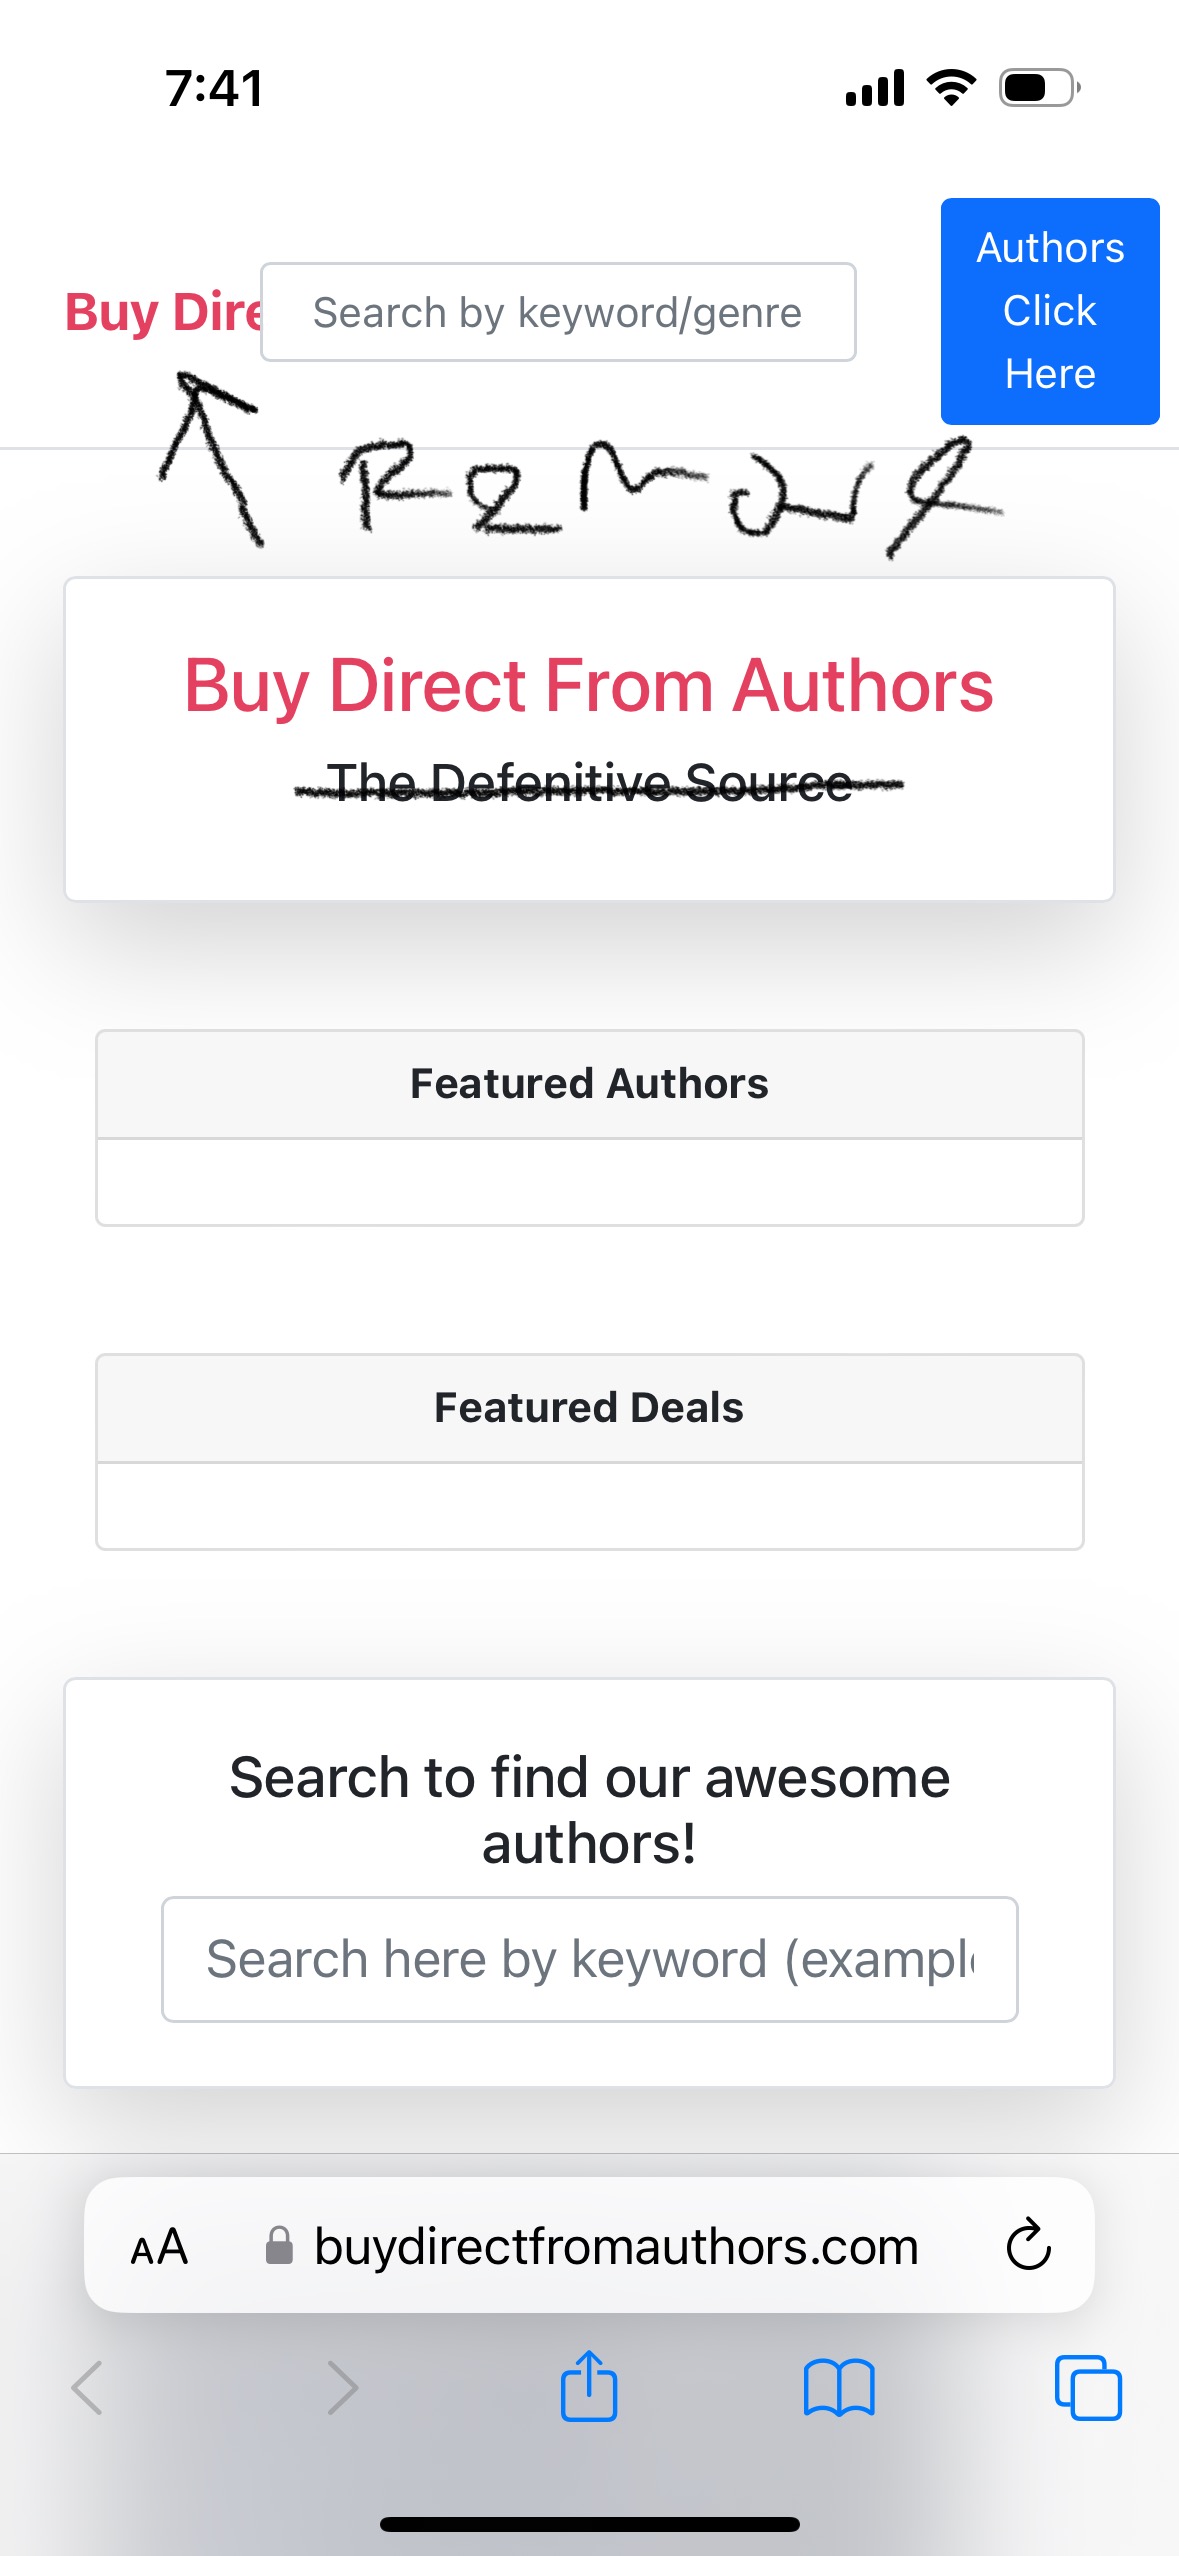 7:41
Buy Dire
Search by keyword/genre
Authors
Click
Here
Remove
Buy Direct From Authors
The Defenitive Source
Featured Authors
Featured Deals
Search to find our awesome
authors!
Search here by keyword (exampl
AA buydirectfromauthors.com